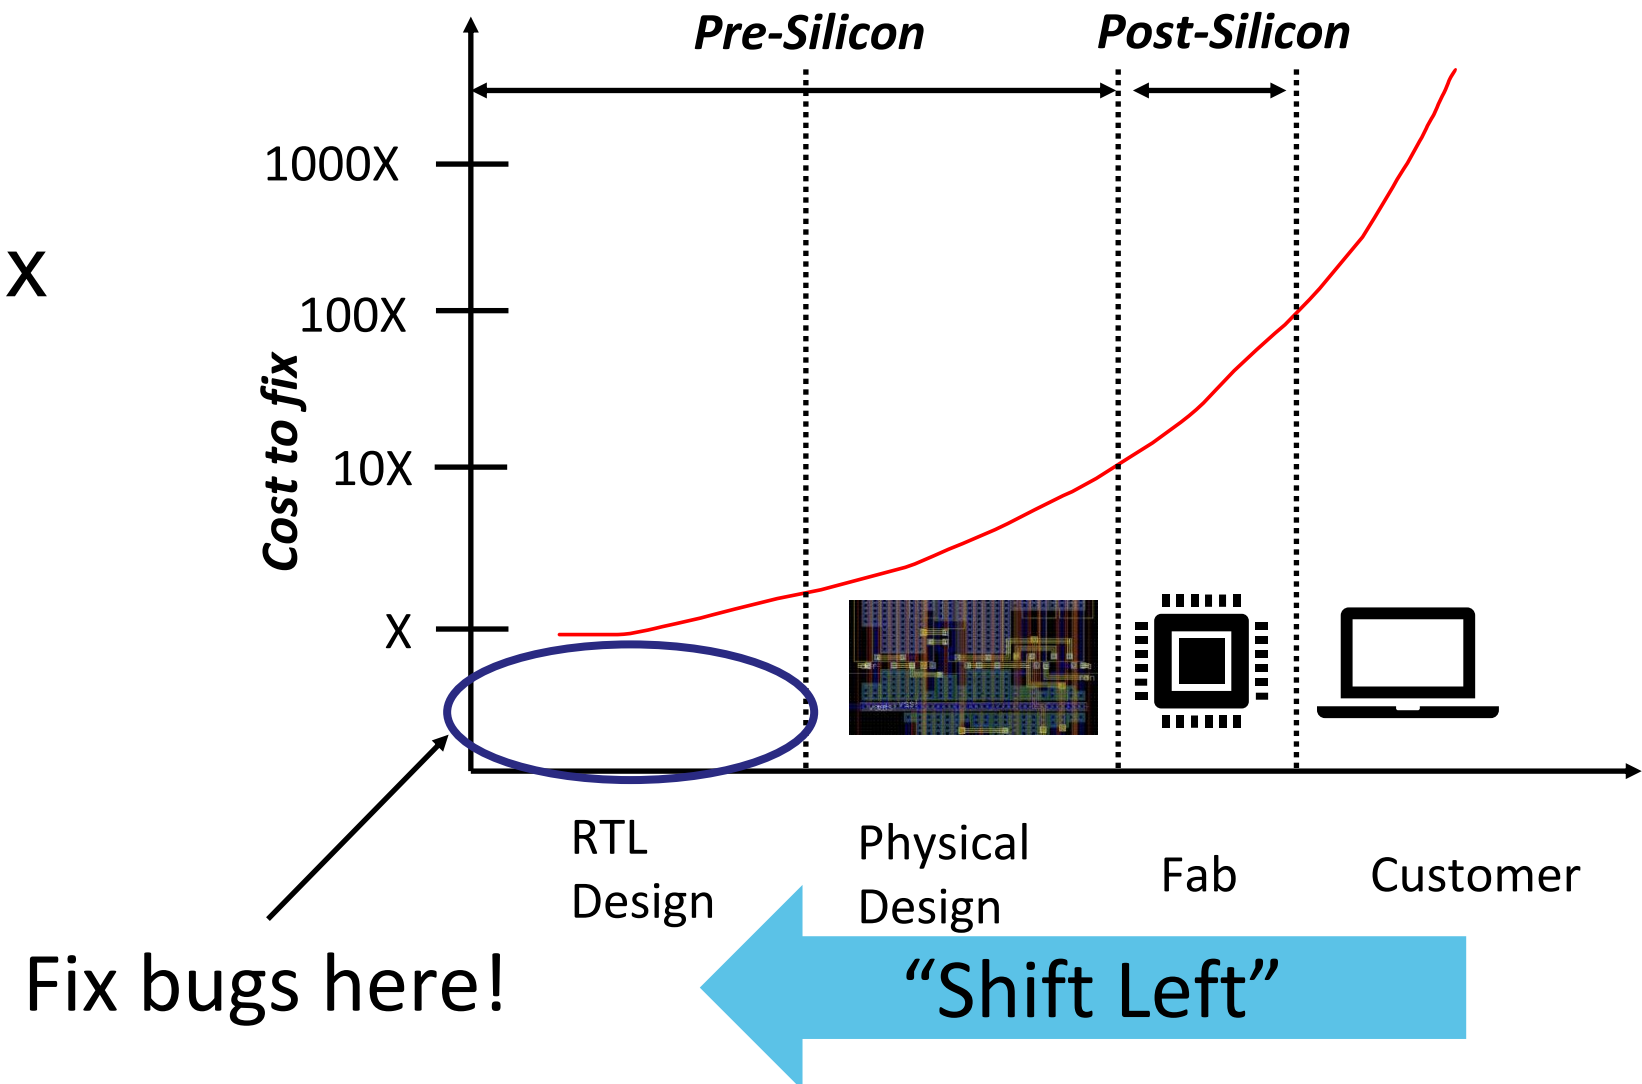 Pre-Silicon
Post-Silicon
1000X
x
100X
Cost to fix
10X
X
RTL
Design
Physical
Design
Fab
Customer
Fix bugs here!
“Shift Left”